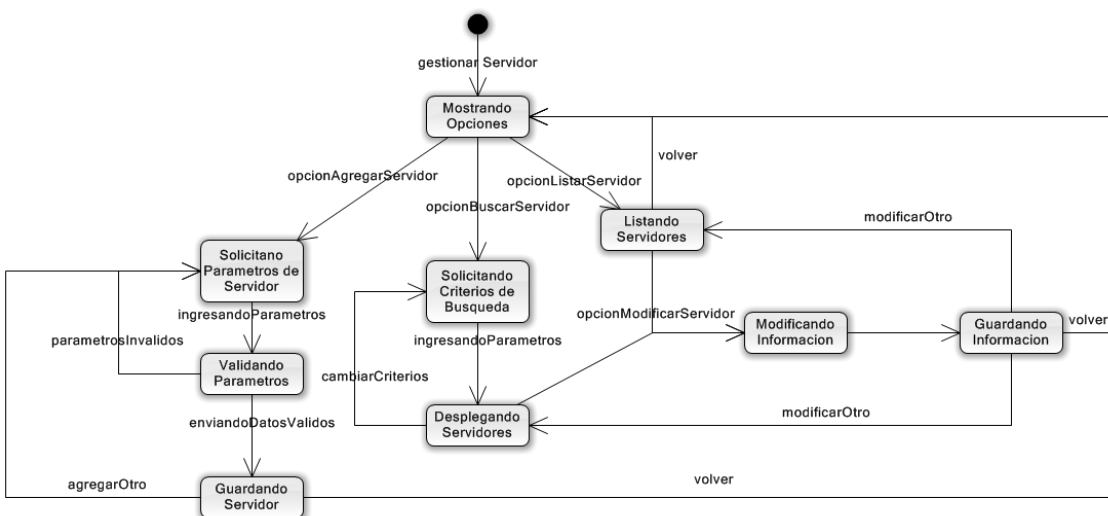 gestionar Servidor
Mostrando
Opciones
volver
opcionAgregarServidor
opcionListarServidor
opcionBuscarServidor
Listando
Servidores
modificarOtro
Solicitano
Parametros de
Servidor
Solicitando
Criterios de
Busqueda
ingresandoParametros
opcionModificarServidor
Modificando
Informacion
Guardando
Informacion
volver
parametrosInvalidos
ingresandoParametros
Validando
Parametros
cambiarCriterios
Desplegando
Servidores
modificarOtro
enviandoDatosValidos
agregarOtro
Guardando
Servidor
volver